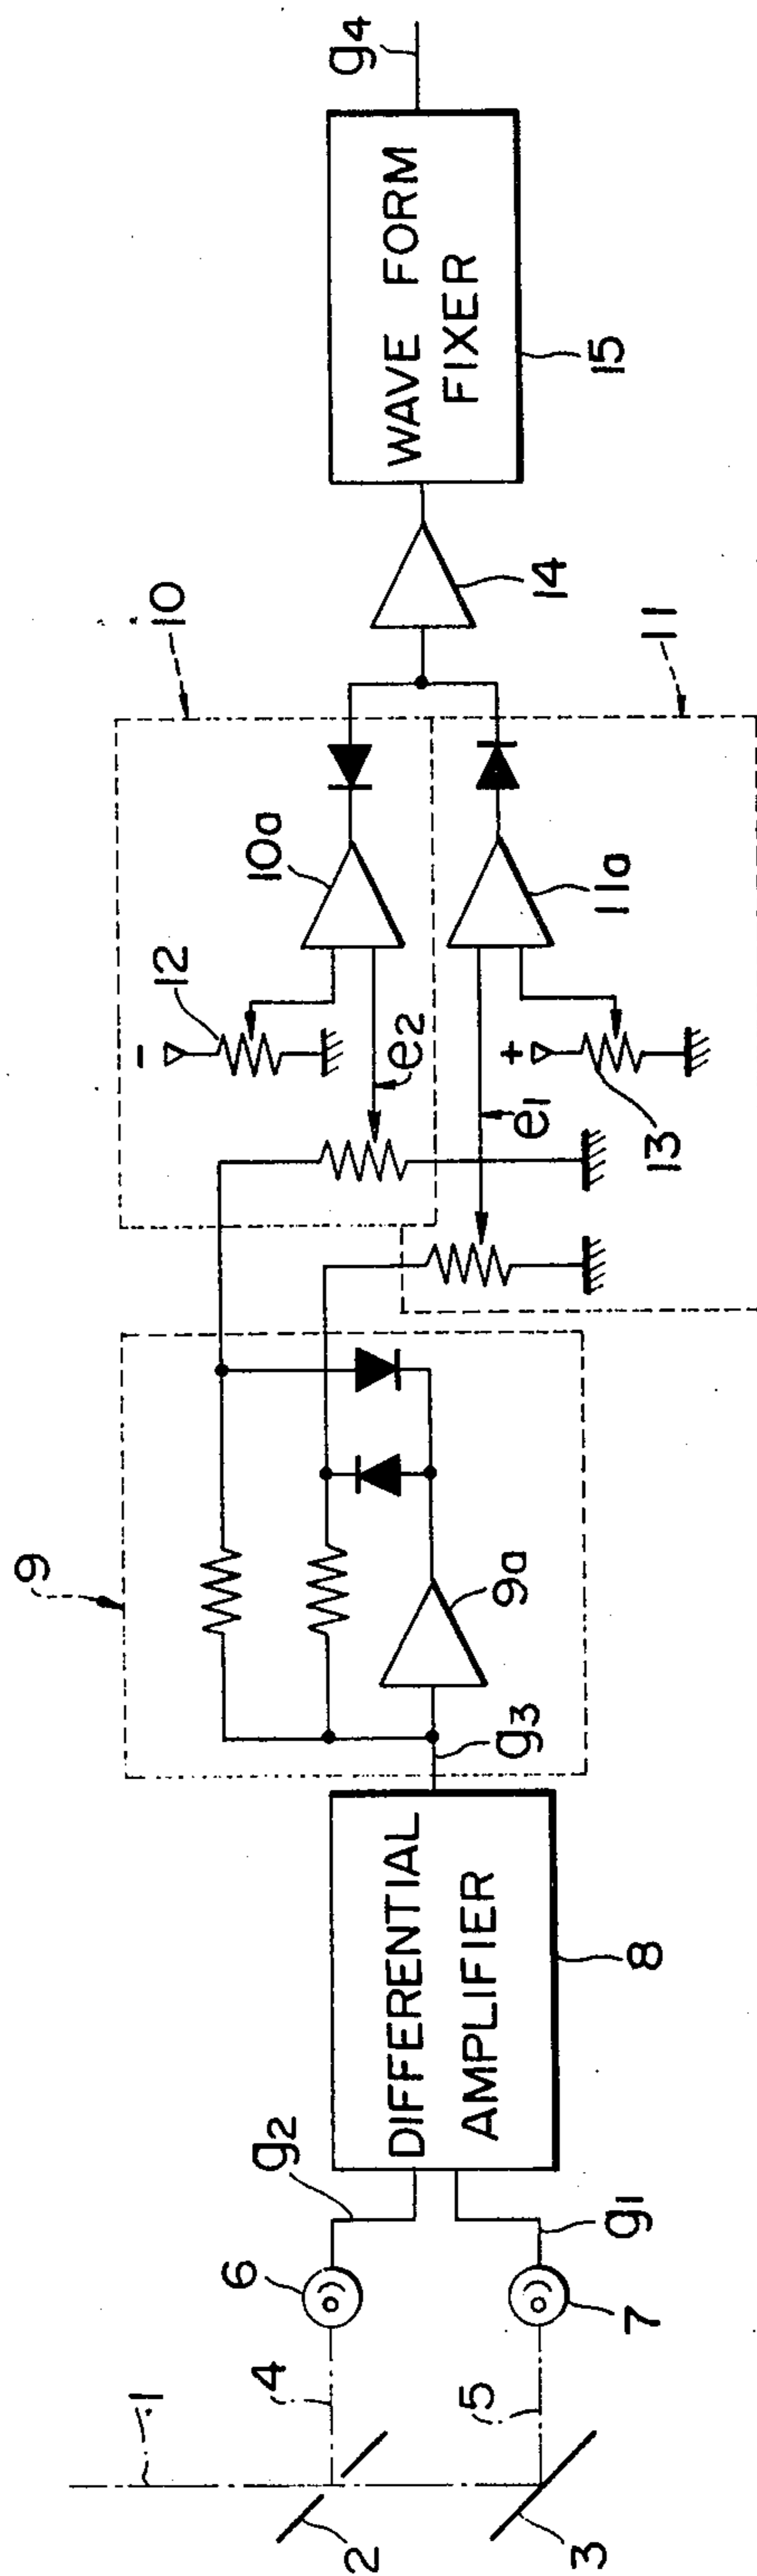 1
2
3
4
5
6
7
g2
g1
DIFFERENTIAL
AMPLIFIER
8
g3
9
9a
10
12
-
e2
10a
e1
+
13
11a
11
14
WAVE FORM
FIXER
15
g4